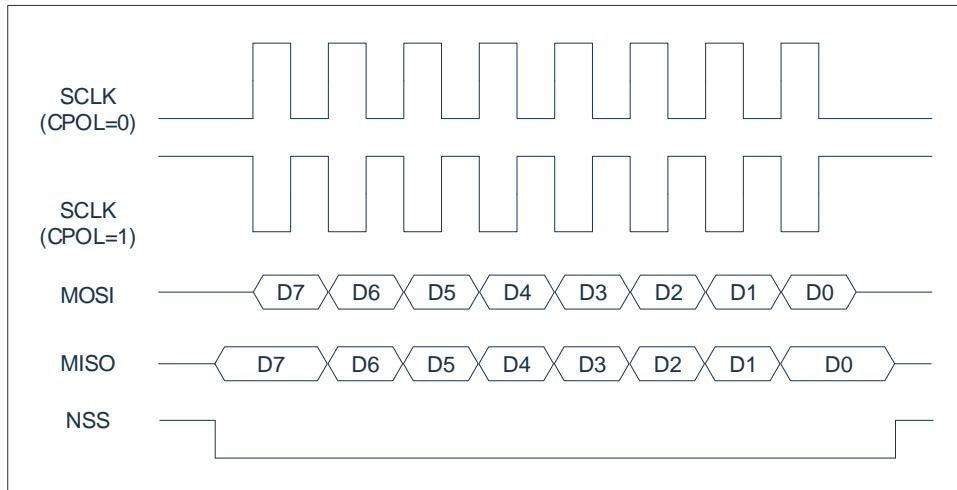 SCLK
(CPOL=0)
SCLK
(CPOL=1)
MOSI D7 D6 D5 D4 D3 D2 D1 D0
MISO D7 D6 D5 D4 D3 D2 D1 D0
NSS